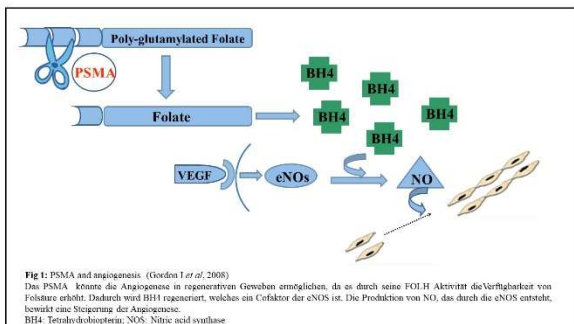 Poly-glutamylated Folate
PSMA
BH4
BH4
Folate
BH4
BH4
BH4
VEGF
eNOs
NO
Fig 1: PSMA and angiogenesis (Gordon I et al, 2008)
Das PSMA könnte die Angiogenese in regenerativen Geweben ermöglichen, da es durch seine FOLH Aktivität dieVerftigbarkeit von
Folsäure erhöht. Dadurch wird BH4 regeneriert, welches ein Cofaktor der eNOS ist. Die Produktion von NO, das durch die eNOS entsteht,
bewirkt eine Steigerung der Angiogenese.
BH4: Tetrahydrobiopterin; NOS: Nitric acid synthase